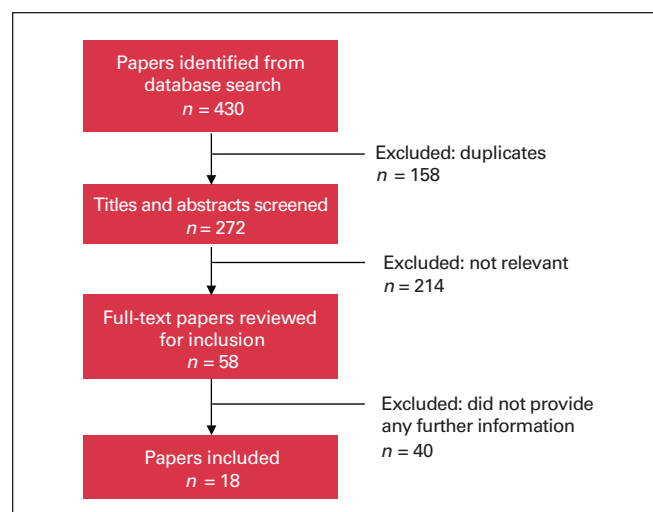 Papers identified from
database search
n = 430
Excluded: duplicates
n = 158
Titles and abstracts screened
n = 272
Excluded: not relevant
n = 214
Full-text papers reviewed
for inclusion
n = 58
Excluded: did not provide
any further information
n = 40
Papers included
n = 18